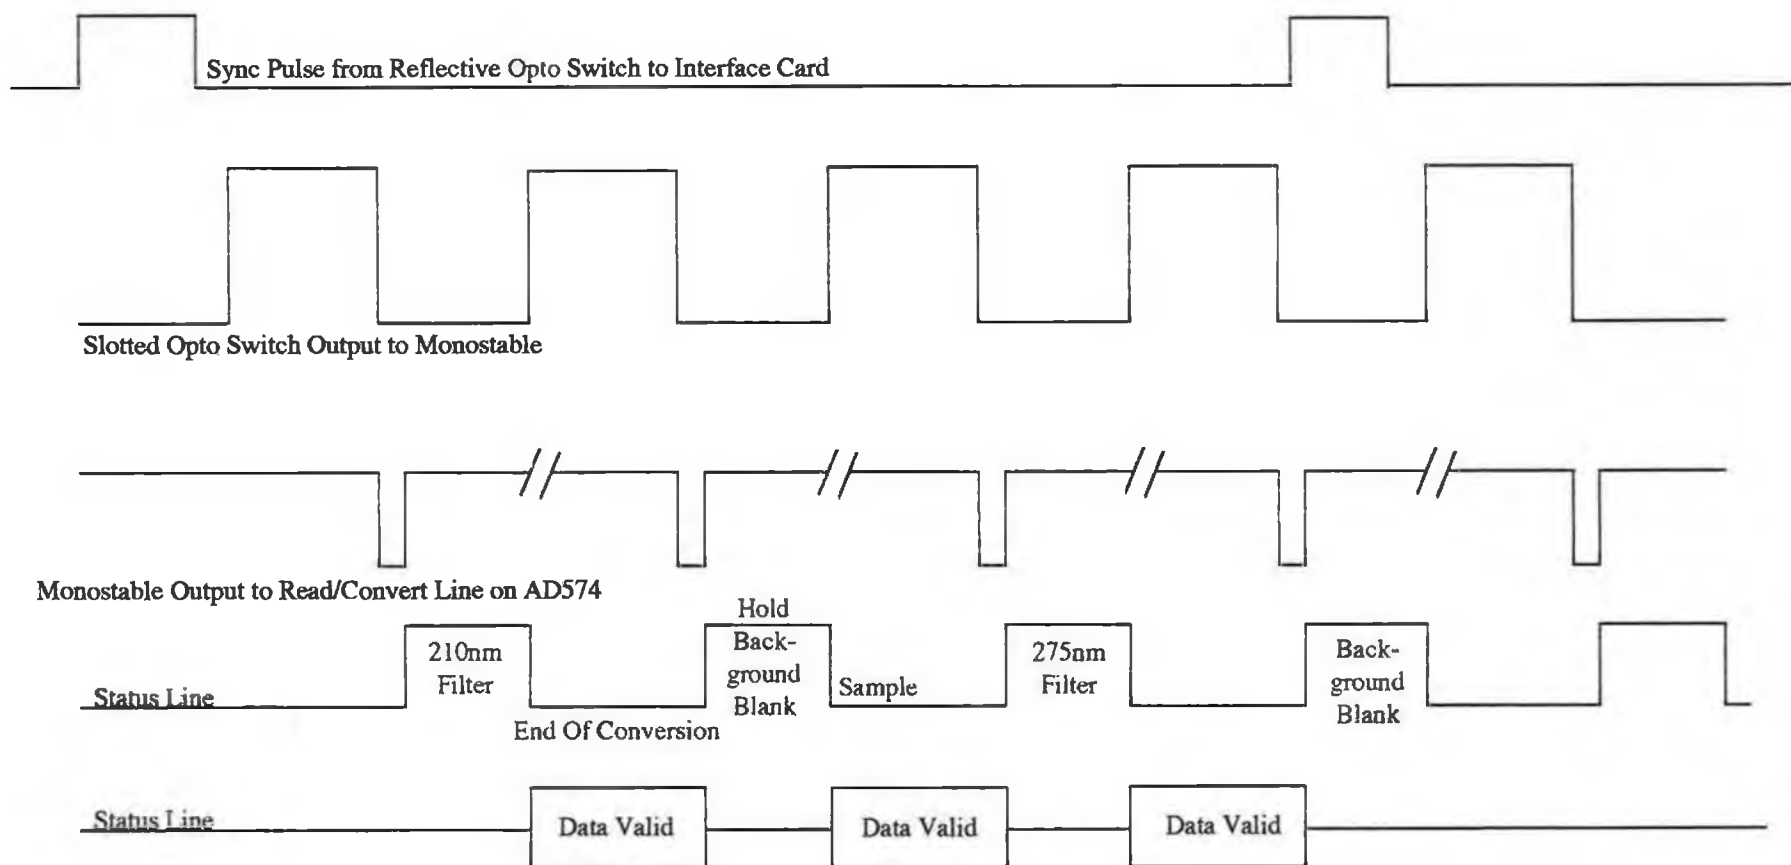 Sync Pulse from Reflective Opto Switch to Interface Card
Slotted Opto Switch Output to Monostable
Monostable Output to Read/Convert Line on AD574
Status Line
210nm
Filter
End Of Conversion
Hold
Back-
ground
Blank
Sample
275nm
Filter
Back-
ground
Blank
Status Line
Data Valid
Data Valid
Data Valid